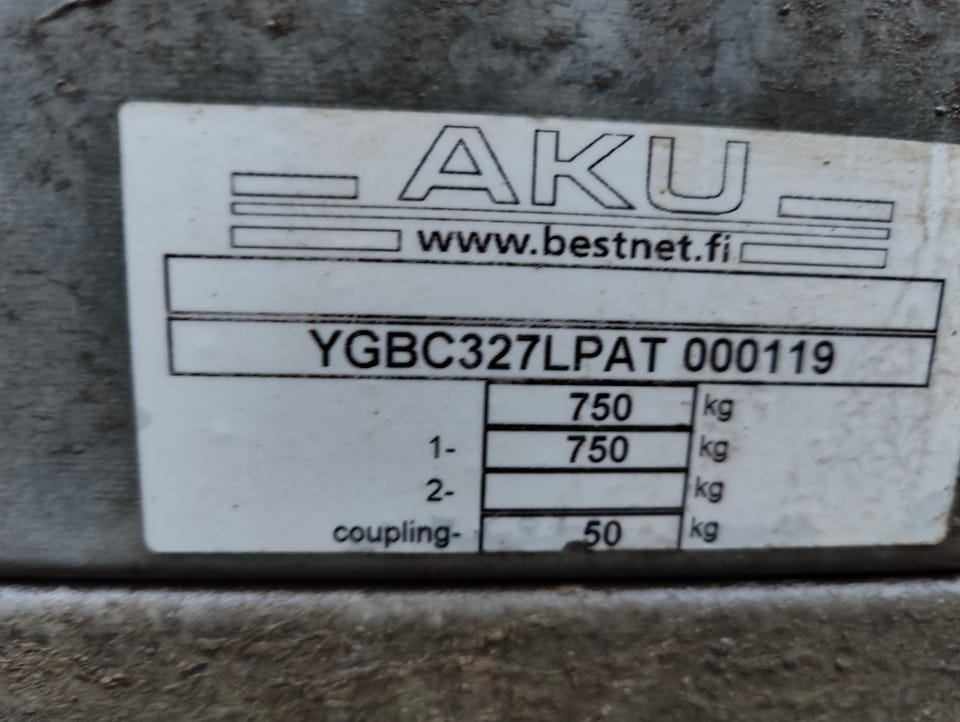 AKU
www.bestnet.fi
YGBC327LPAT 000119
750 kg
1- 750 kg
2- kg
coupling- 50 kg